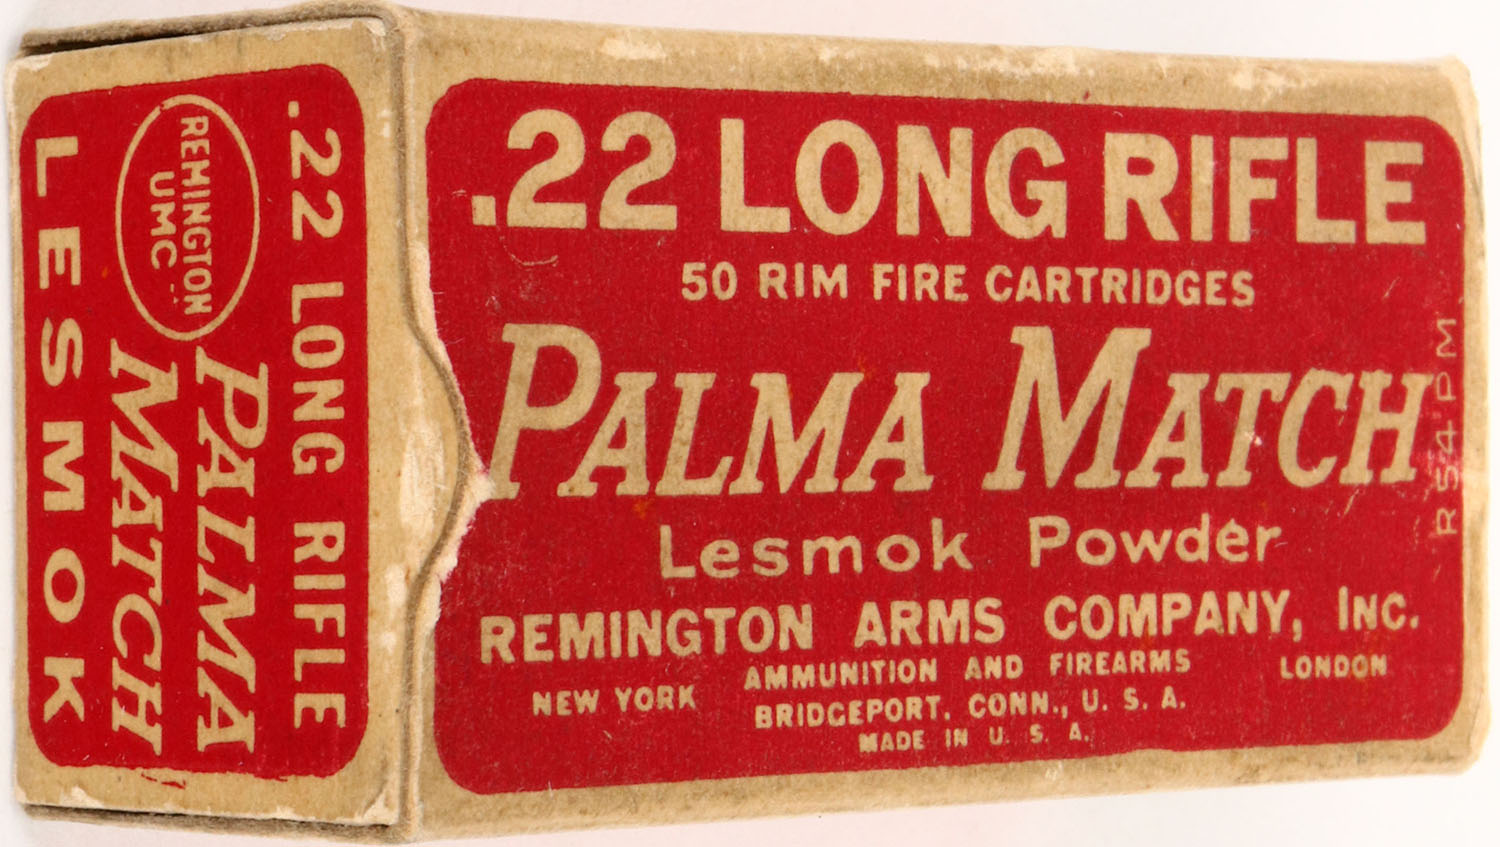 .22 LONG RIFLE
REMINGTON
UMC
PALMA
MATCH
LESMOK
.22 LONG RIFLE
50 RIM FIRE CARTRIDGES
PALMA MATCH
Lesmok Powder
REMINGTON ARMS COMPANY, INC.
AMMUNITION AND FIREARMS
NEW YORK
LONDON
BRIDGEPORT, CONN., U. S. A.
MADE IN U. S. A.
R54PM